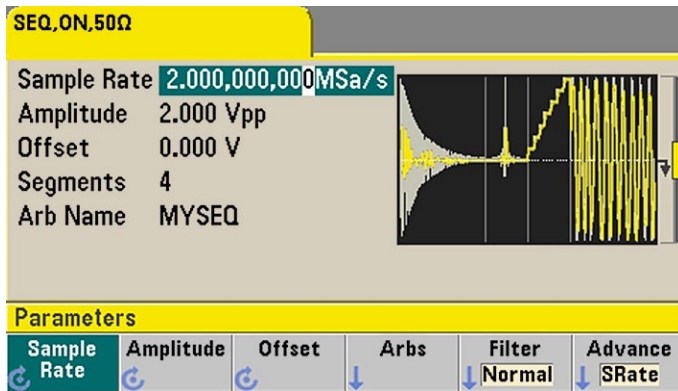 SEQ,ON,50Ω
Sample Rate 2.000,000,000MSa/s
Amplitude 2.000 Vpp
Offset 0.000 V
Segments 4
Arb Name MYSEQ
Parameters
Sample Rate Amplitude Offset Arbs Filter Normal Advance SRate